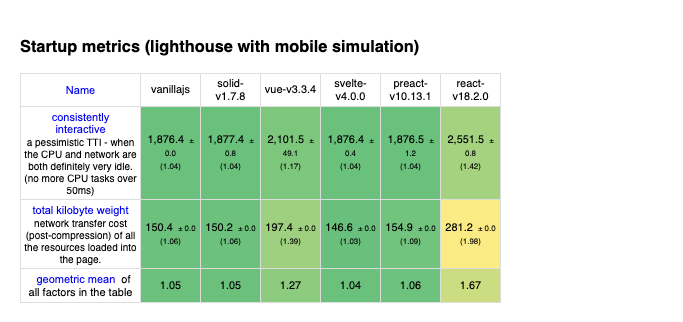 Startup metrics (lighthouse with mobile simulation)
Name
vanillajs
solid-
v1.7.8
vue-v3.3.4
svelte-
v4.0.0
preact-
v10.13.1
react-
v18.2.0
consistently
interactive
a pessimistic TTI - when
the CPU and network are
both definitely very idle.
(no more CPU tasks over
50ms)
1,876.4 ±
0.0
(1.04)
1,877.4 ±
0.8
(1.04)
2,101.5 ±
49.1
(1.17)
1,876.4 ±
0.4
(1.04)
1,876.5 ±
1.2
(1.04)
2,551.5 ±
0.8
(1.42)
total kilobyte weight
network transfer cost
(post-compression) of all
the resources loaded into
the page.
150.4 ±0.0
(1.06)
150.2 ±0.0
(1.06)
197.4 ±0.0
(1.39)
146.6 ±0.0
(1.03)
154.9 ±0.0
(1.09)
281.2 ±0.0
(1.98)
geometric mean of
all factors in the table
1.05
1.05
1.27
1.04
1.06
1.67